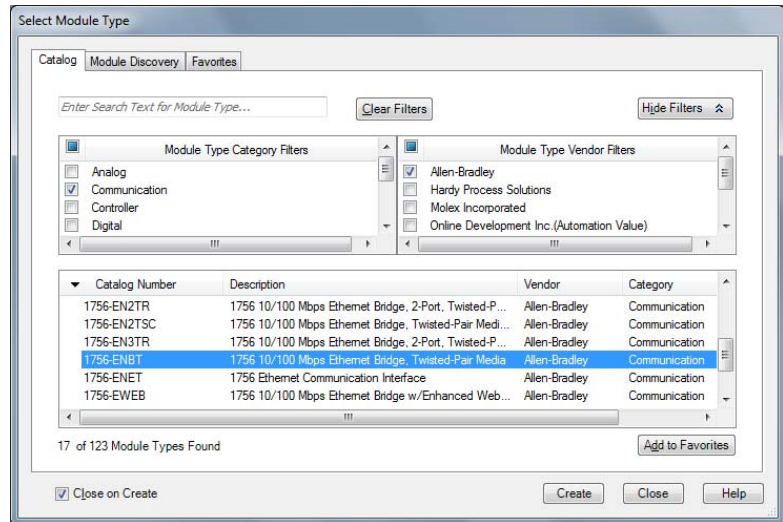 Select Module Type
Catalog Module Discovery Favorites
Enter Search Text for Module Type...
Clear Filters
Hide Filters
Module Type Category Filters
Analog
Communication
Controller
Digital
Module Type Vendor Filters
Allen-Bradley
Hardy Process Solutions
Molex Incorporated
Online Development Inc.(Automation Value)
Catalog Number Description Vendor Category
1756-EN2TR 1756 10/100 Mbps Ethernet Bridge, 2-Port, Twisted-P... Allen-Bradley Communication
1756-EN2TSC 1756 10/100 Mbps Ethernet Bridge, Twisted-Pair Medi... Allen-Bradley Communication
1756-EN3TR 1756 10/100 Mbps Ethernet Bridge, 2-Port, Twisted-P... Allen-Bradley Communication
1756-ENBT 1756 10/100 Mbps Ethernet Bridge, Twisted-Pair Media Allen-Bradley Communication
1756-ENET 1756 Ethernet Communication Interface Allen-Bradley Communication
1756-EWEB 1756 10/100 Mbps Ethernet Bridge w/Enhanced Web... Allen-Bradley Communication
17 of 123 Module Types Found
Add to Favorites
Close on Create
Create Close Help